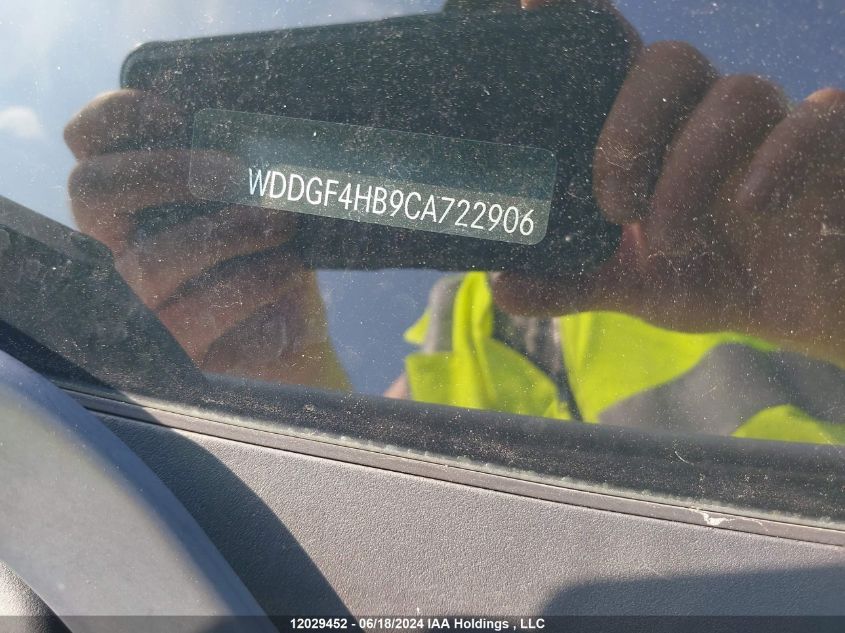 WDDGF4HB9CA722906
12029452 - 06/18/2024 IAA Holdings , LLC